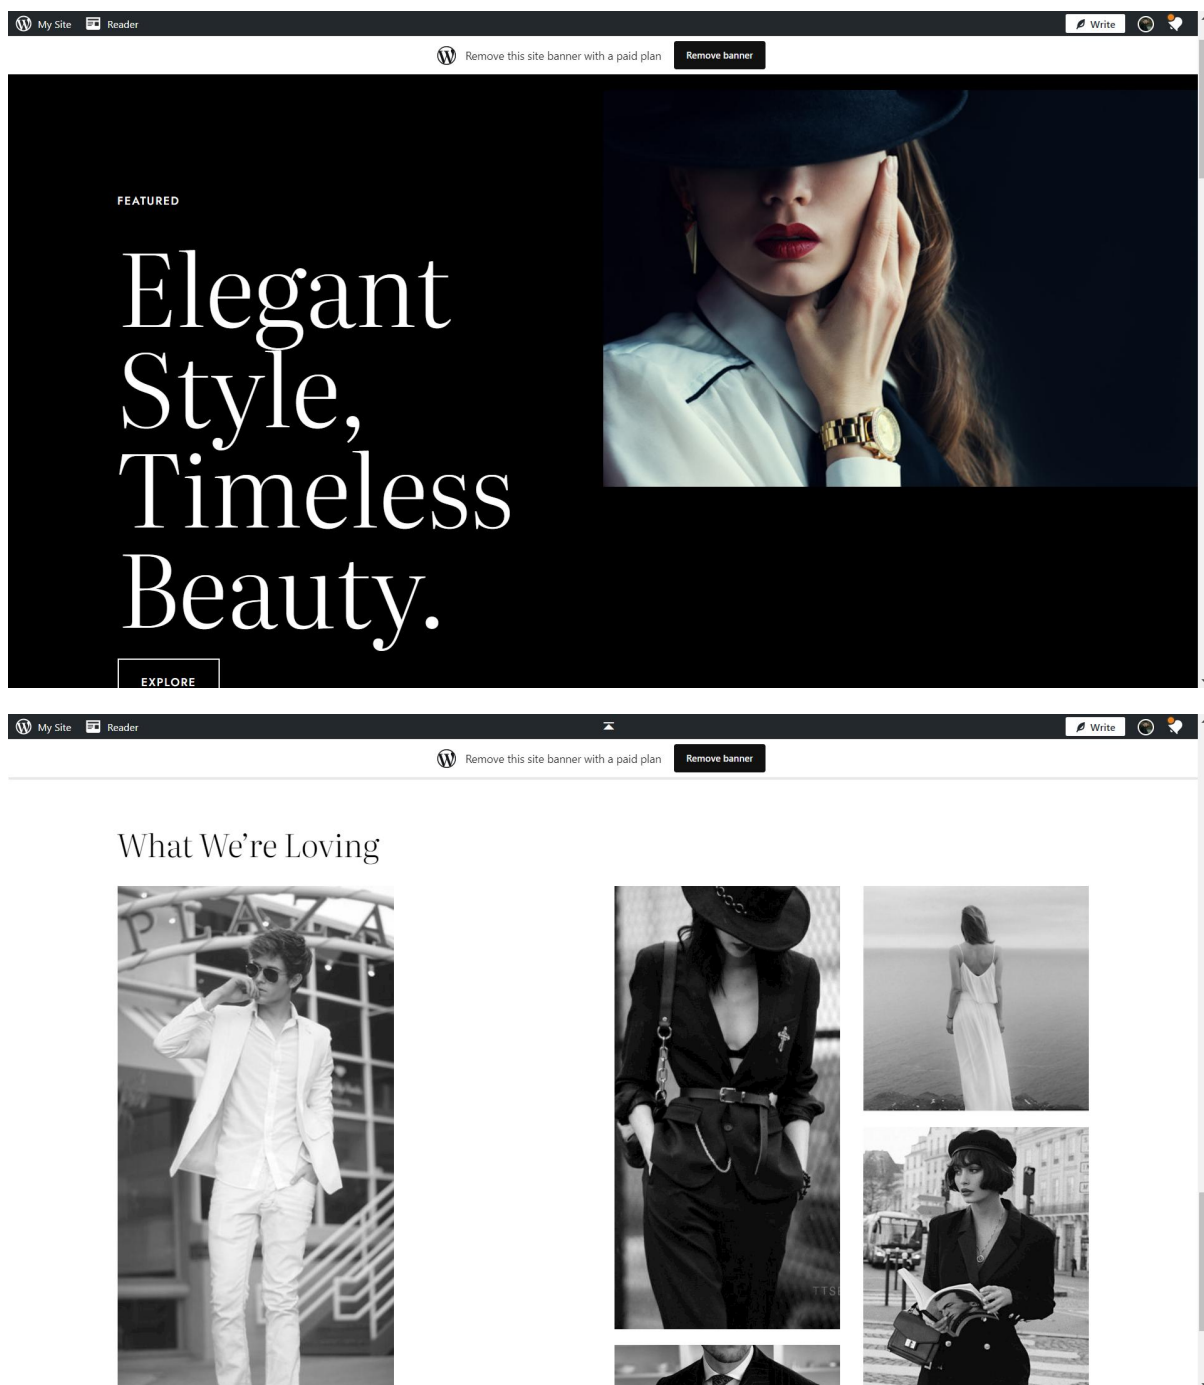 My Site Reader Write
Remove this site banner with a paid plan Remove banner
FEATURED
Elegant
Style,
Timeless
Beauty.
EXPLORE
My Site Reader Write
Remove this site banner with a paid plan Remove banner
What We’re Loving
PLAZA